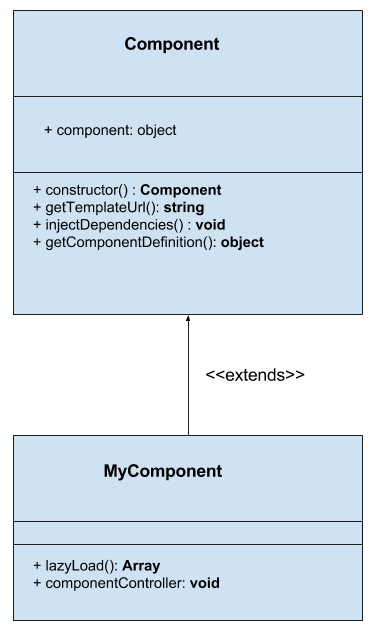 Component
+ component: object
+ constructor() : Component
+ getTemplateUrl(): string
+ injectDependencies() : void
+ getComponentDefinition(): object
<<extends>>
MyComponent
+ lazyLoad(): Array
+ componentController: void